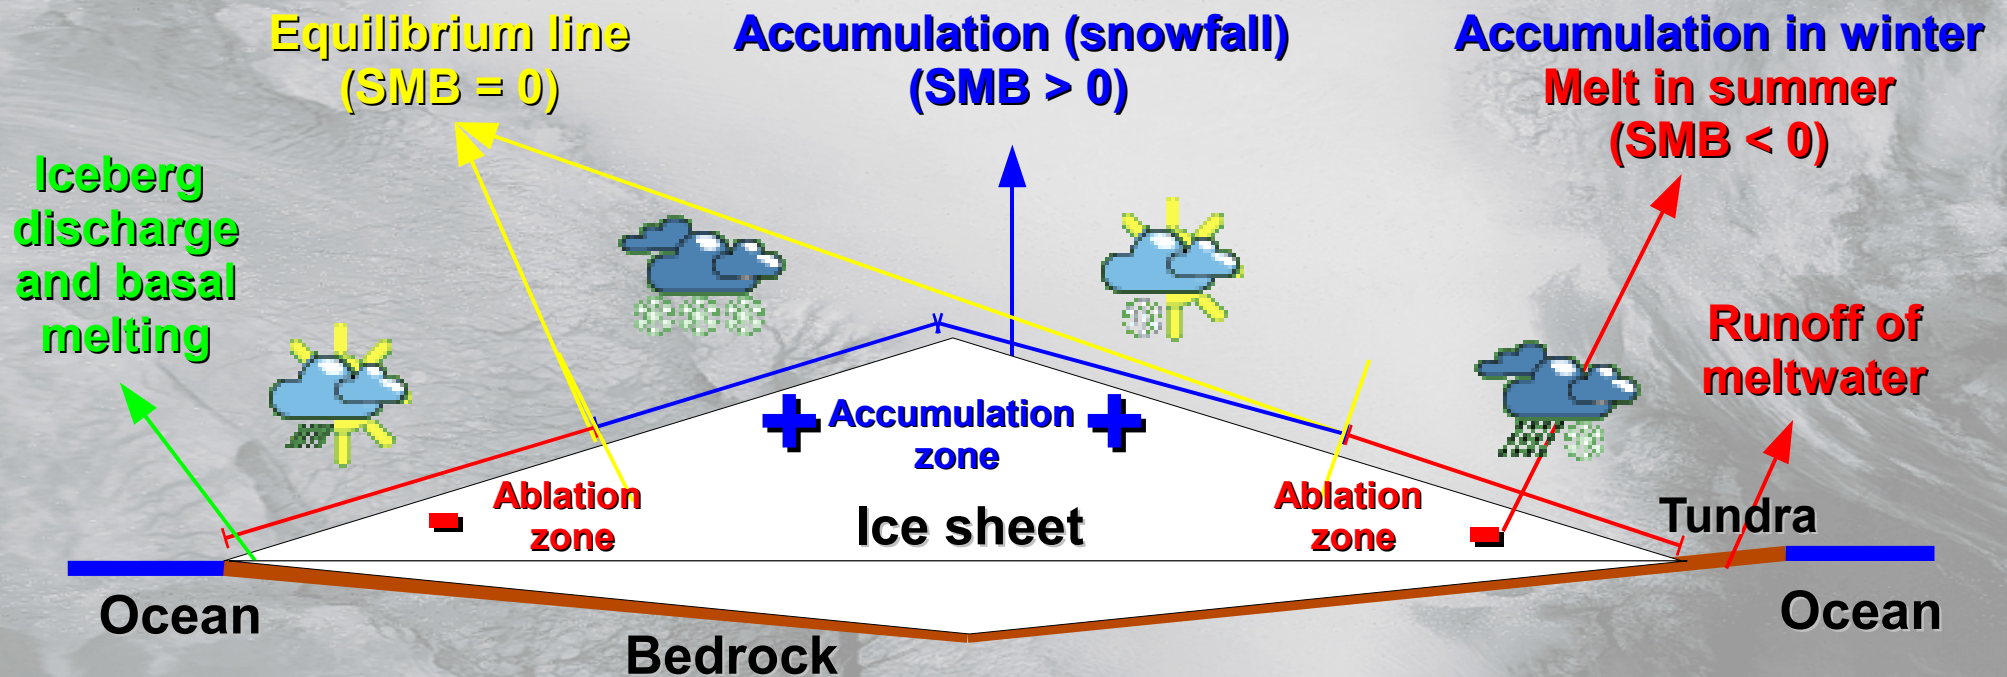 Equilibrium line
(SMB = 0)
Accumulation (snowfall)
(SMB > 0)
Accumulation in winter
Melt in summer
(SMB < 0)
Iceberg
discharge
and basal
melting
Runoff of
meltwater
Accumulation
zone
Ablation
zone
Ice sheet
Ablation
zone
Tundra
Ocean
Bedrock
Ocean